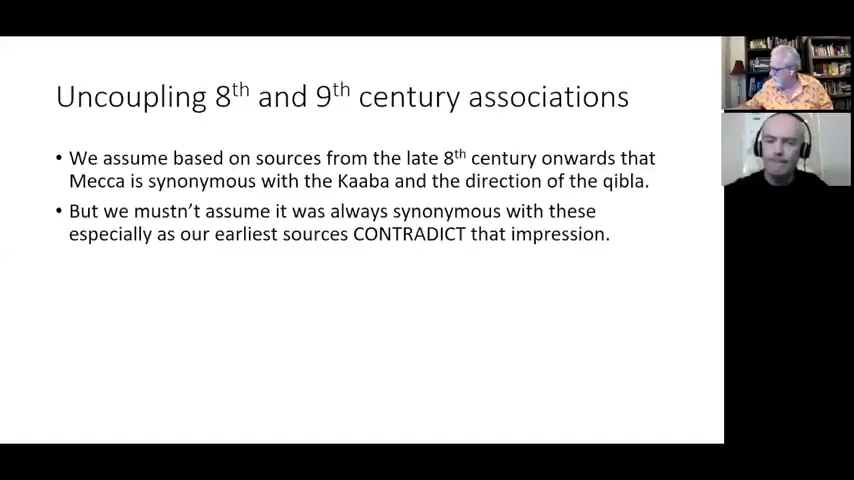 Uncoupling 8th and 9th century associations
• We assume based on sources from the late 8th century onwards that
Mecca is synonymous with the Kaaba and the direction of the qibla.
• But we mustn't assume it was always synonymous with these
especially as our earliest sources CONTRADICT that impression.